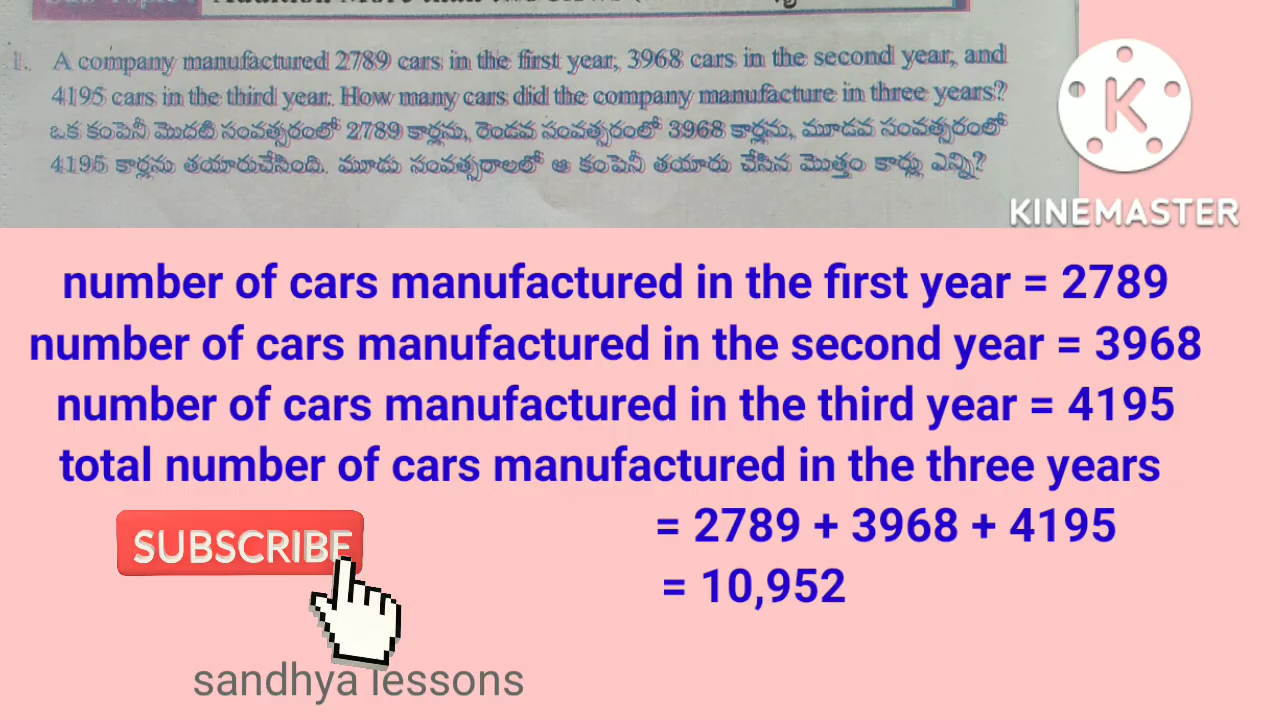 1. A company manufactured 2789 cars in the first year, 3968 cars in the second year, and
4195 cars in the third year. How many cars did the company manufacture in three years?
ఒక కంపెనీ మొదటి సంవత్సరంలో 2789 కార్లను, రెండవ సంవత్సరంలో 3968 కార్లను, మూడవ సంవత్సరంలో
4195 కార్లను తయారుచేసింది. మూడు సంవత్సరాలలో ఆ కంపెనీ తయారు చేసిన మొత్తం కార్లు ఎన్ని?
KINEMASTER
number of cars manufactured in the first year = 2789
number of cars manufactured in the second year = 3968
number of cars manufactured in the third year = 4195
total number of cars manufactured in the three years
= 2789 + 3968 + 4195
= 10,952
SUBSCRIBE
sandhya lessons